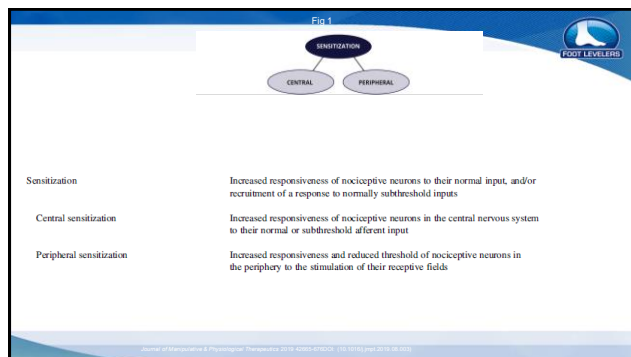 Fig 1
SENSITIZATION
CENTRAL
PERIPHERAL
FOOT LEVELERS
Sensitization
Increased responsiveness of nociceptive neurons to their normal input, and/or
recruitment of a response to normally subthreshold inputs
Central sensitization
Increased responsiveness of nociceptive neurons in the central nervous system
to their normal or subthreshold afferent input
Peripheral sensitization
Increased responsiveness and reduced threshold of nociceptive neurons in
the periphery to the stimulation of their receptive fields
Journal of Manipulative & Physiological Therapeutics